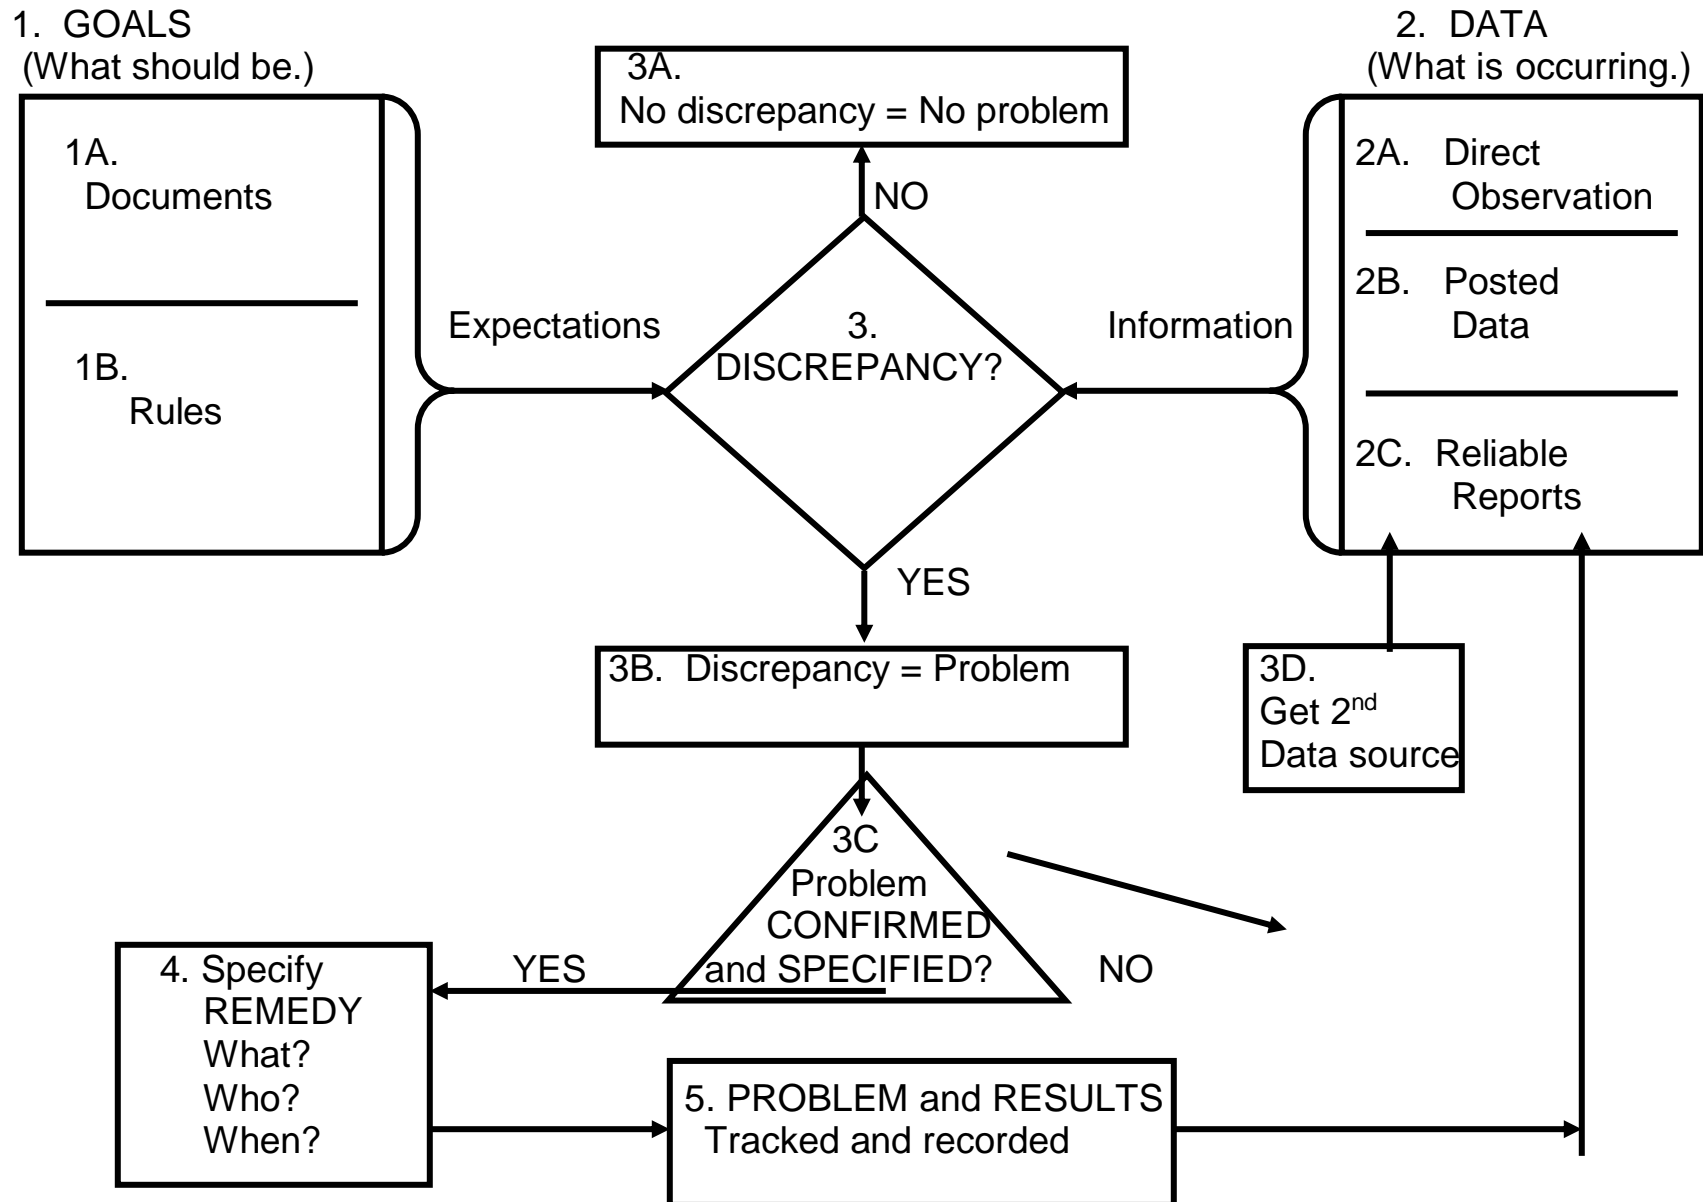 1. GOALS
(What should be.)
1A.
Documents
1B.
Rules
Expectations
3A.
No discrepancy = No problem
NO
3.
DISCREPANCY?
YES
Information
2. DATA
(What is occurring.)
2A. Direct
Observation
2B. Posted
Data
2C. Reliable
Reports
3B. Discrepancy = Problem
3C
Problem
CONFIRMED
and SPECIFIED?
NO
3D.
Get 2nd
Data source
YES
4. Specify
REMEDY
What?
Who?
When?
5. PROBLEM and RESULTS
Tracked and recorded